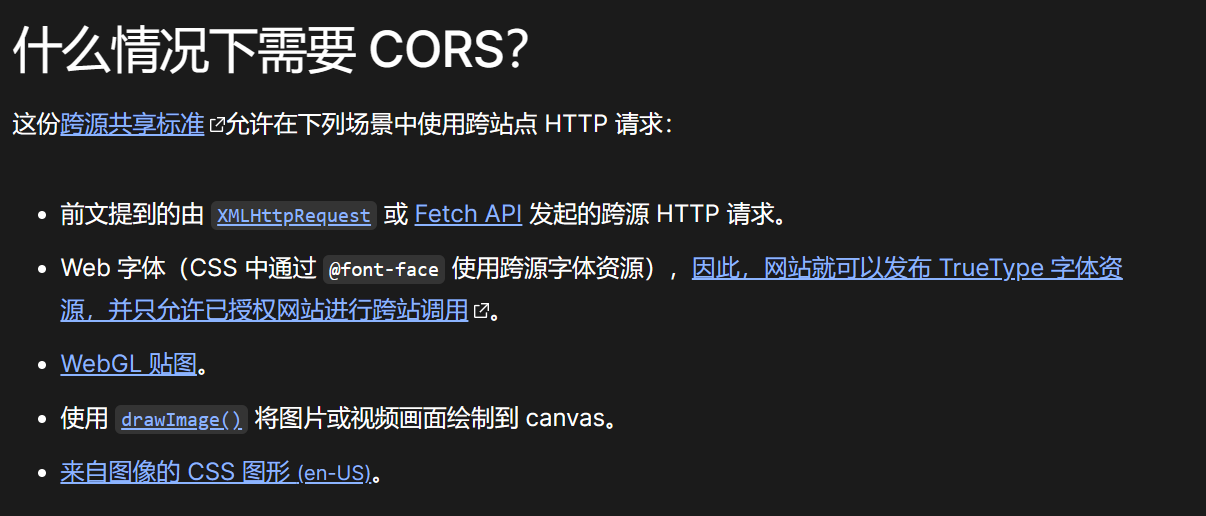 什么情况下需要 CORS?
这份跨源共享标准允许在下列场景中使用跨站点 HTTP 请求：
前文提到的由 XMLHttpRequest 或 Fetch API 发起的跨源 HTTP 请求。
Web 字体（CSS 中通过 @font-face 使用跨源字体资源），因此，网站就可以发布 TrueType 字体资
源，并只允许已授权网站进行跨站调用。
WebGL 贴图。
使用 drawImage() 将图片或视频画面绘制到 canvas。
来自图像的 CSS 图形 (en-US)。